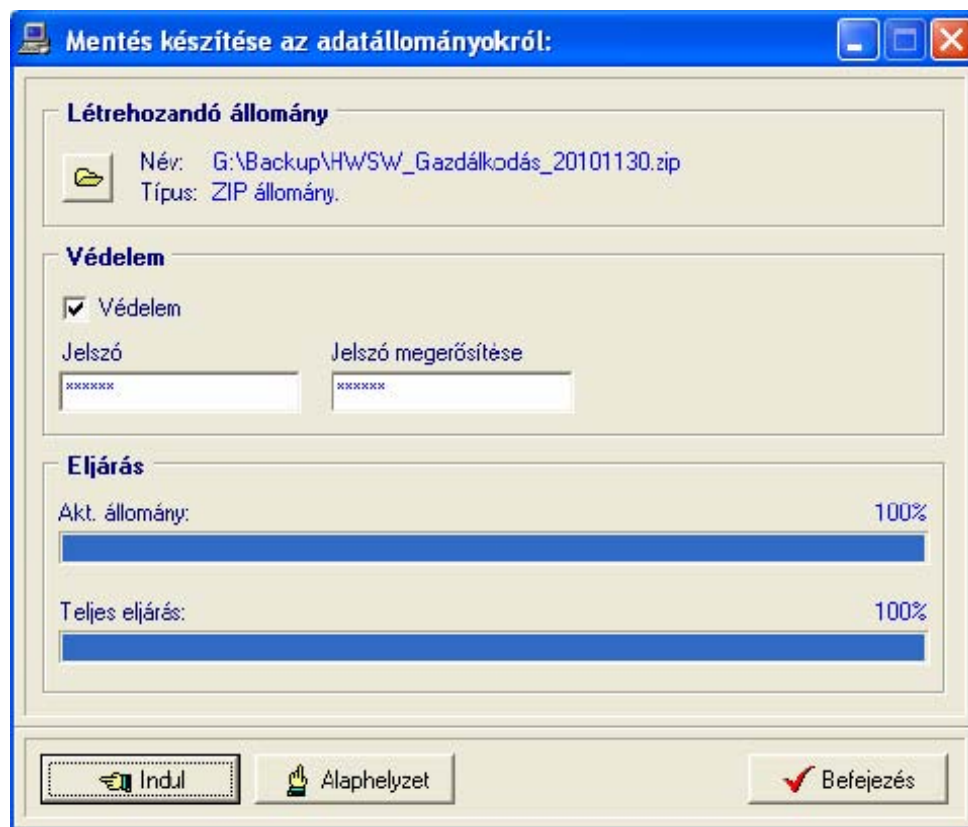 Mentés készítése az adatállományokról:
Létrehozandó állomány
Név: G:\Backup\HWSW_Gazdálkodás_20101130.zip
Típus: ZIP állomány.
Védelem
Védelem
Jelszó Jelszó megerősítése
****** ******
Eljárás
Akt. állomány: 100%
Teljes eljárás: 100%
Indul Alaphelyzet Befejezés